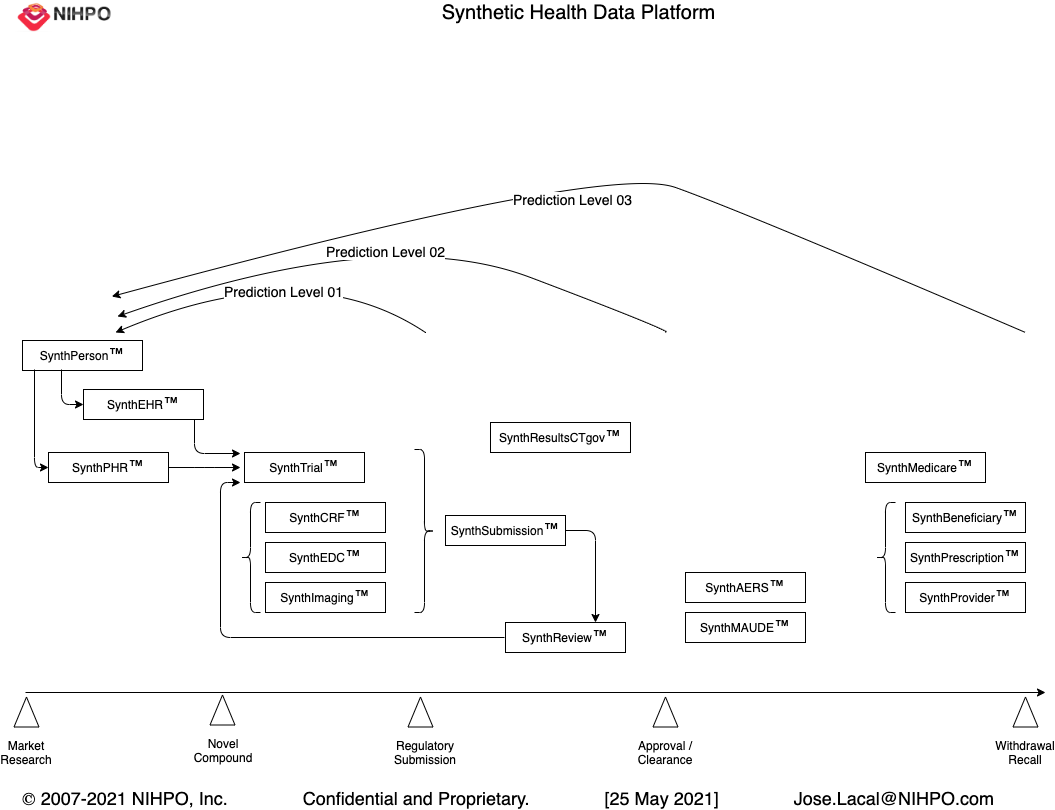 NIHPO
Synthetic Health Data Platform
Prediction Level 03
Prediction Level 02
Prediction Level 01
SynthPerson™
SynthEHR™
SynthResultsCTgov™
SynthPHR™
SynthTrial™
SynthMedicare™
SynthCRF™
SynthSubmission™
SynthBeneficiary™
SynthEDC™
SynthPrescription™
SynthAERS™
SynthImaging™
SynthProvider™
SynthMAUDE™
SynthReview™
Market
Research
Novel
Compound
Regulatory
Submission
Approval /
Clearance
Withdrawal
Recall
© 2007-2021 NIHPO, Inc. Confidential and Proprietary. [25 May 2021] Jose.Lacal@NIHPO.com